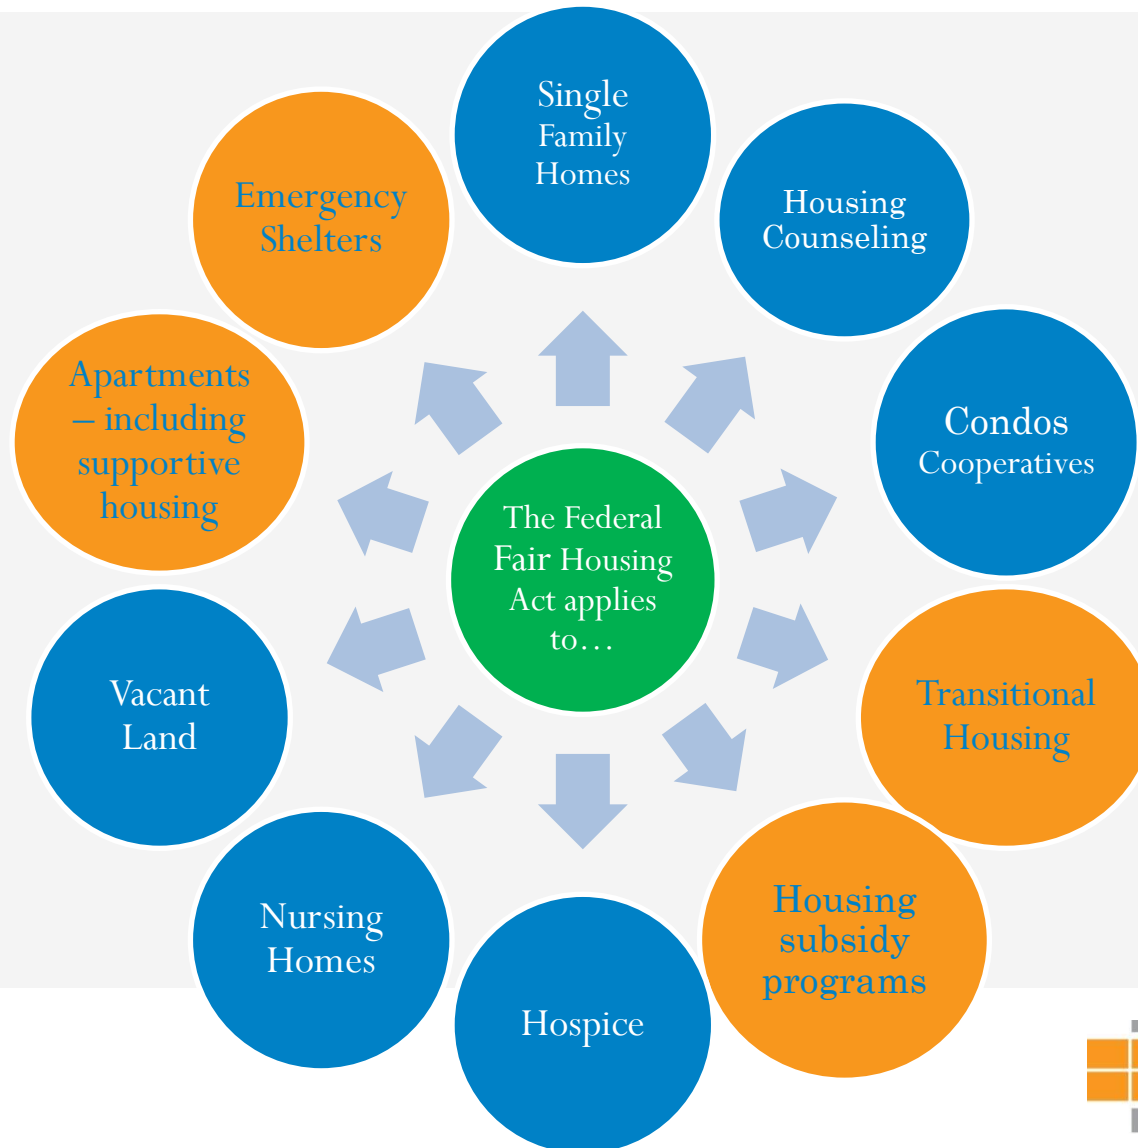 Single
Family
Homes
Housing
Counseling
Condos
Cooperatives
Transitional
Housing
Housing
subsidy
programs
Hospice
Nursing
Homes
Vacant
Land
Apartments
– including
supportive
housing
Emergency
Shelters
The Federal
Fair Housing
Act applies
to…